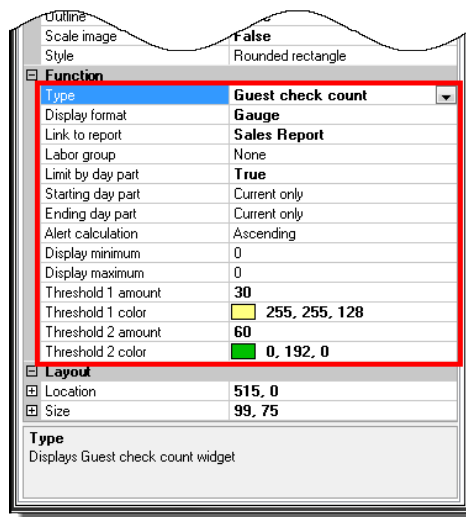 Outline
Scale image False
Style Rounded rectangle
Function
Type Guest check count
Display format Gauge
Link to report Sales Report
Labor group None
Limit by day part True
Starting day part Current only
Ending day part Current only
Alert calculation Ascending
Display minimum 0
Display maximum 0
Threshold 1 amount 30
Threshold 1 color 255, 255, 128
Threshold 2 amount 60
Threshold 2 color 0, 192, 0
Layout
Location 515, 0
Size 99, 75
Type
Displays Guest check count widget